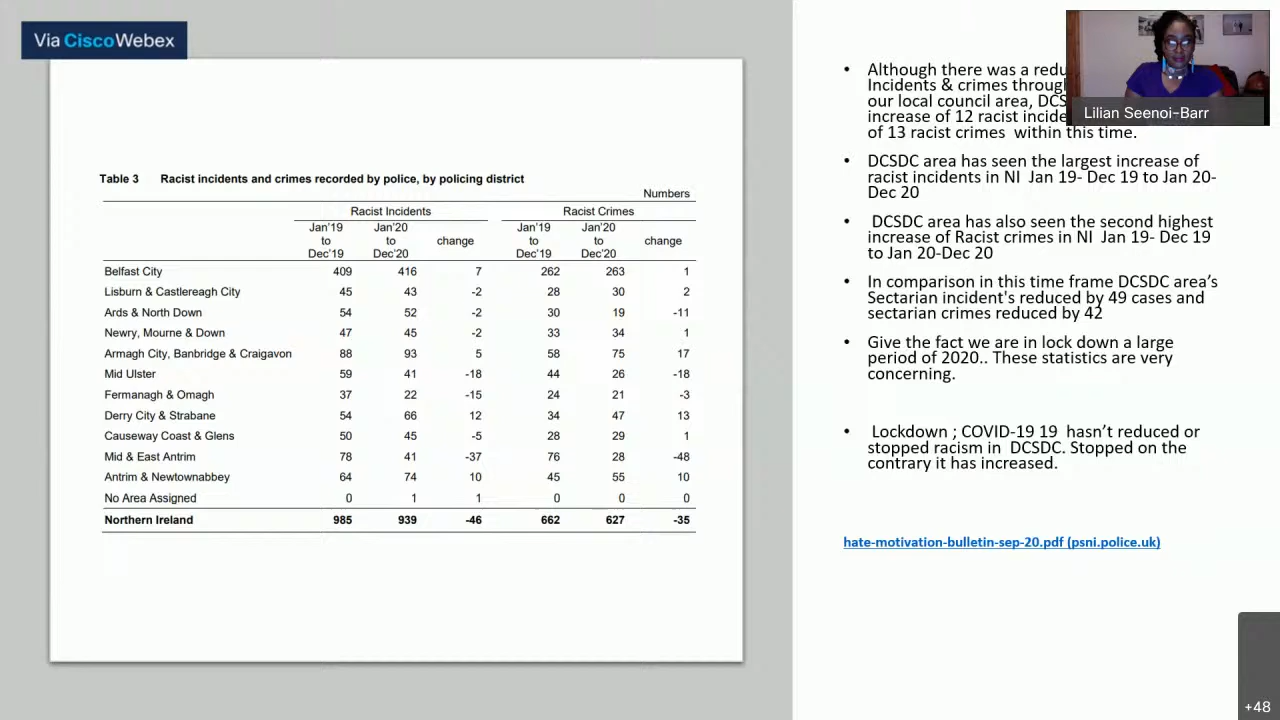 Via Cisco Webex
Table 3 Racist incidents and crimes recorded by police, by policing district
Numbers
Racist Incidents Racist Crimes
Jan'19 to Dec'19 Jan'20 to Dec'20 change Jan'19 to Dec'19 Jan'20 to Dec'20 change
Belfast City 409 416 7 262 263 1
Lisburn & Castlereagh City 45 43 -2 28 30 2
Ards & North Down 54 52 -2 30 19 -11
Newry, Mourne & Down 47 45 -2 33 34 1
Armagh City, Banbridge & Craigavon 88 93 5 58 75 17
Mid Ulster 59 41 -18 44 26 -18
Fermanagh & Omagh 37 22 -15 24 21 -3
Derry City & Strabane 54 66 12 34 47 13
Causeway Coast & Glens 50 45 -5 28 29 1
Mid & East Antrim 78 41 -37 76 28 -48
Antrim & Newtownabbey 64 74 10 45 55 10
No Area Assigned 0 1 1 0 0 0
Northern Ireland 985 939 -46 662 627 -35
• Although there was a
Incidents & crimes
our local council area,
increase of 12 racist
of 13 racist crimes within this time.
• DCSDC area has seen the largest increase of
racist incidents in NI Jan 19- Dec 19 to Jan 20-
Dec 20
• DCSDC area has also seen the second highest
increase of Racist crimes in NI Jan 19- Dec 19
to Jan 20-Dec 20
• In comparison in this time frame DCSDC area's
Sectarian incident's reduced by 49 cases and
sectarian crimes reduced by 42
• Give the fact we are in lock down a large
period of 2020.. These statistics are very
concerning.
• Lockdown ; COVID-19 19 hasn't reduced or
stopped racism in DCSDC. Stopped on the
contrary it has increased.
hate-motivation-bulletin-sep-20.pdf (psni.police.uk)
Lilian Seenoi-Barr
+48